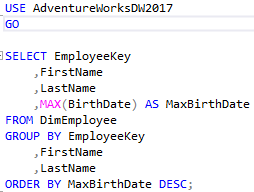 USE AdventureWorksDW2017
GO
SELECT EmployeeKey
,FirstName
,LastName
,MAX(BirthDate) AS MaxBirthDate
FROM DimEmployee
GROUP BY EmployeeKey
,FirstName
,LastName
ORDER BY MaxBirthDate DESC;